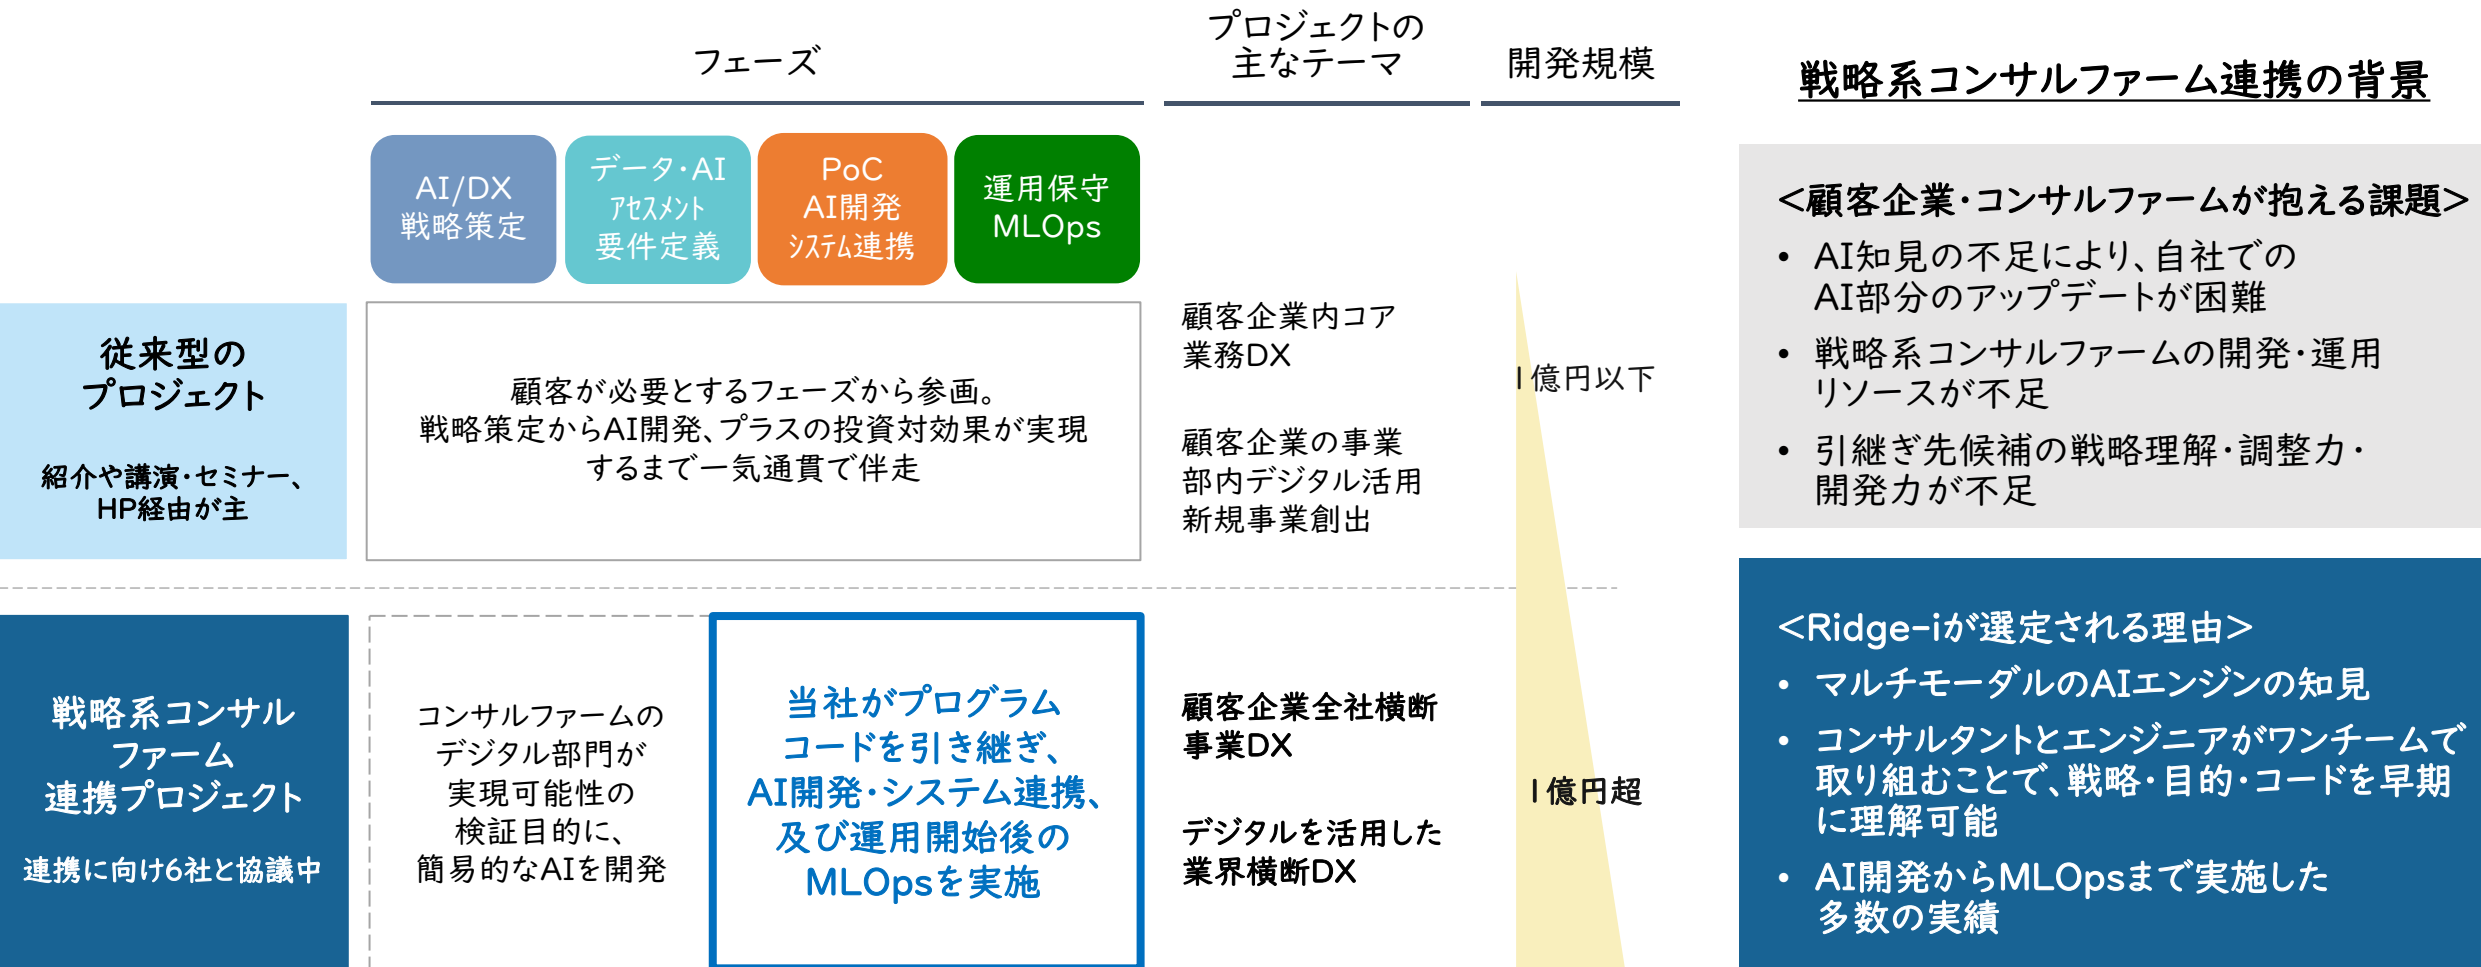 フェーズ
プロジェクトの
主なテーマ
開発規模
AI/DX
戦略策定
データ・AI
ｱｾｽﾒﾝﾄ
要件定義
PoC
AI開発
ｼｽﾃﾑ連携
運用保守
MLOps
従来型の
プロジェクト
紹介や講演・セミナー、
HP経由が主
顧客が必要とするフェーズから参画。
戦略策定からAI開発、プラスの投資対効果が実現
するまで一気通貫で伴走
顧客企業内コア
業務DX
顧客企業の事業
部内デジタル活用
新規事業創出
1億円以下
戦略系コンサル
ファーム
連携プロジェクト
連携に向け6社と協議中
コンサルファームの
デジタル部門が
実現可能性の
検証目的に、
簡易的なAIを開発
当社がプログラム
コードを引き継ぎ、
AI開発・システム連携、
及び運用開始後の
MLOpsを実施
顧客企業全社横断
事業DX
デジタルを活用した
業界横断DX
1億円超
戦略系コンサルファーム連携の背景
<顧客企業・コンサルファームが抱える課題>
• AI知見の不足により、自社での
AI部分のアップデートが困難
• 戦略系コンサルファームの開発・運用
リソースが不足
• 引継ぎ先候補の戦略理解・調整力・
開発力が不足
<Ridge-iが選定される理由>
• マルチモーダルのAIエンジンの知見
• コンサルタントとエンジニアがワンチームで
取り組むことで、戦略・目的・コードを早期
に理解可能
• AI開発からMLOpsまで実施した
多数の実績